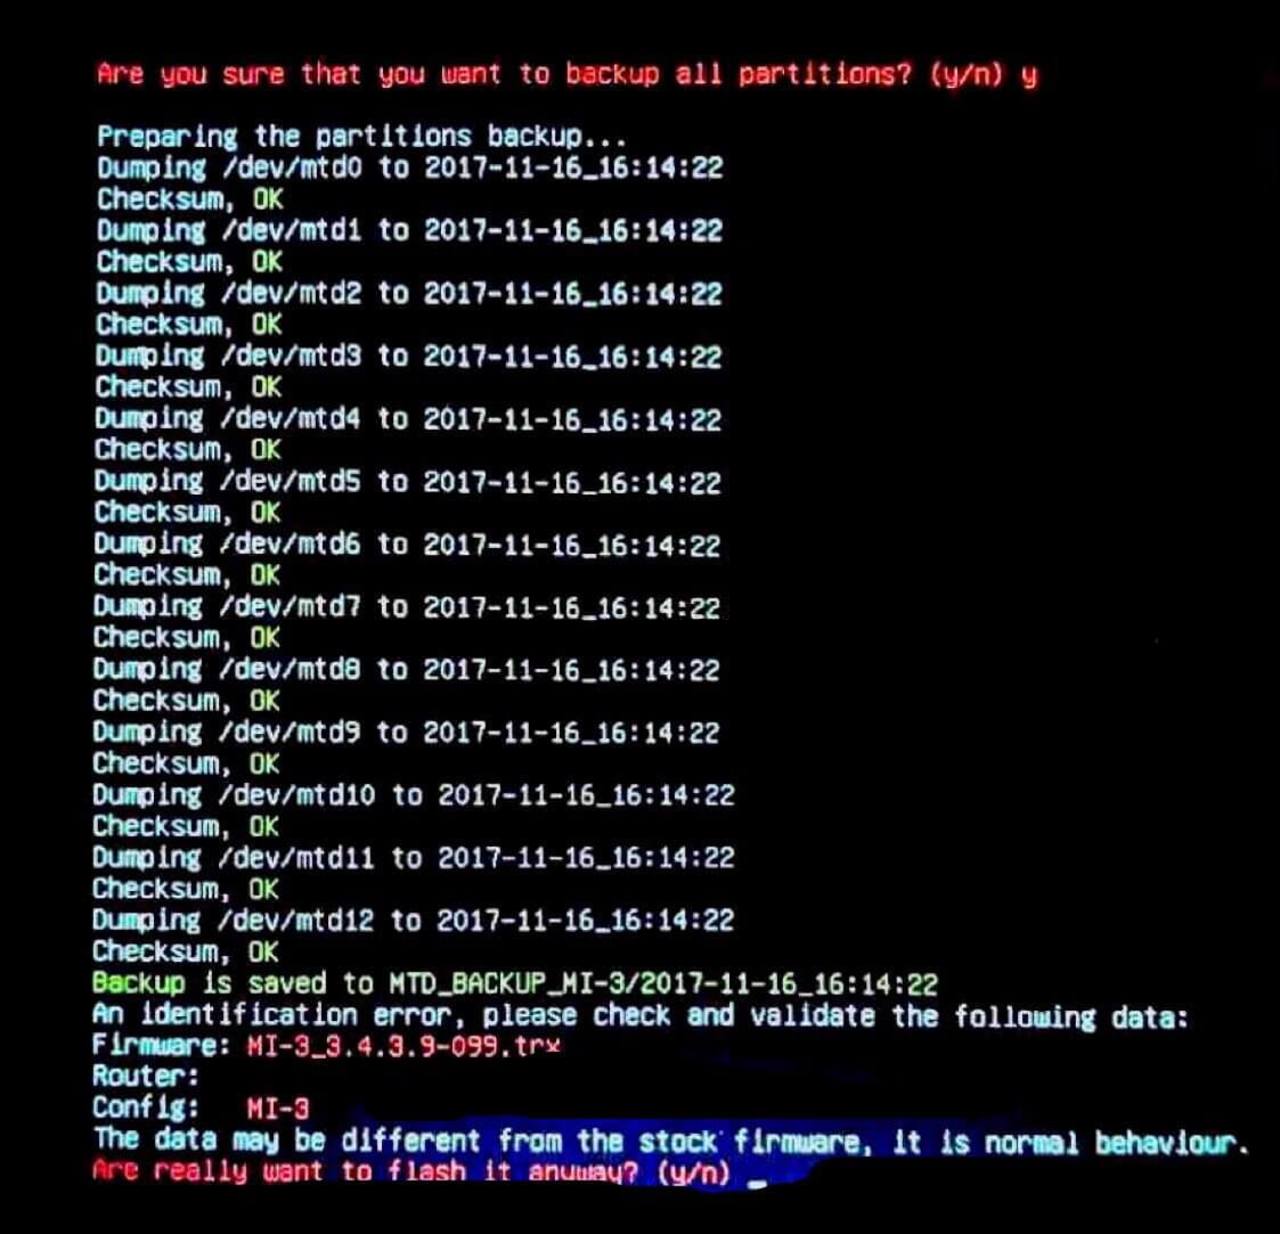 Are you sure that you want to backup all partitions? (y/n) y
Preparing the partitions backup...
Dumping /dev/mtd0 to 2017-11-16_16:14:22
Checksum, OK
Dumping /dev/mtd1 to 2017-11-16_16:14:22
Checksum, OK
Dumping /dev/mtd2 to 2017-11-16_16:14:22
Checksum, OK
Dumping /dev/mtd3 to 2017-11-16_16:14:22
Checksum, OK
Dumping /dev/mtd4 to 2017-11-16_16:14:22
Checksum, OK
Dumping /dev/mtd5 to 2017-11-16_16:14:22
Checksum, OK
Dumping /dev/mtd6 to 2017-11-16_16:14:22
Checksum, OK
Dumping /dev/mtd7 to 2017-11-16_16:14:22
Checksum, OK
Dumping /dev/mtd8 to 2017-11-16_16:14:22
Checksum, OK
Dumping /dev/mtd9 to 2017-11-16_16:14:22
Checksum, OK
Dumping /dev/mtd10 to 2017-11-16_16:14:22
Checksum, OK
Dumping /dev/mtd11 to 2017-11-16_16:14:22
Checksum, OK
Dumping /dev/mtd12 to 2017-11-16_16:14:22
Checksum, OK
Backup is saved to MTD_BACKUP_MI-3/2017-11-16_16:14:22
An identification error, please check and validate the following data:
Firmware: MI-3_3.4.3.9-099.trx
Router:
Config: MI-3
The data may be different from the stock firmware, it is normal behaviour.
Are really want to flash it anyway? (y/n) _